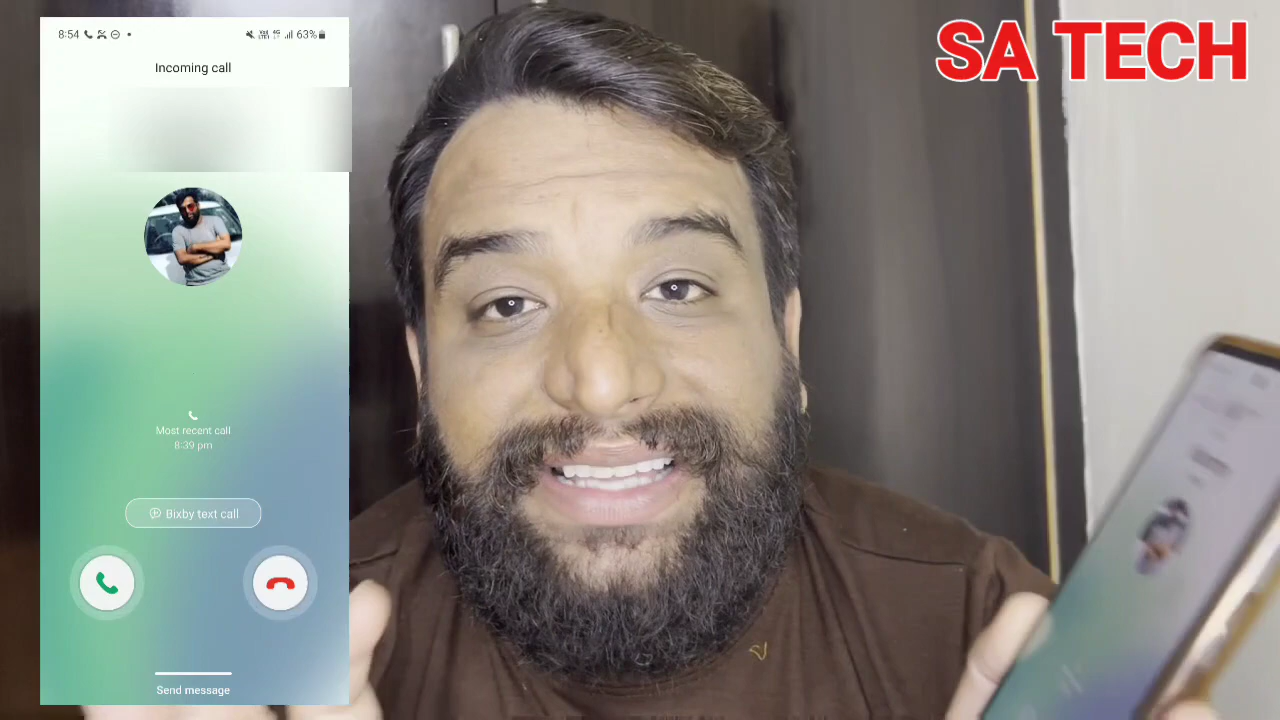 SA TECH
8:54
63%
Incoming call
Most recent call
8:39 pm
Bixby text call
Send message